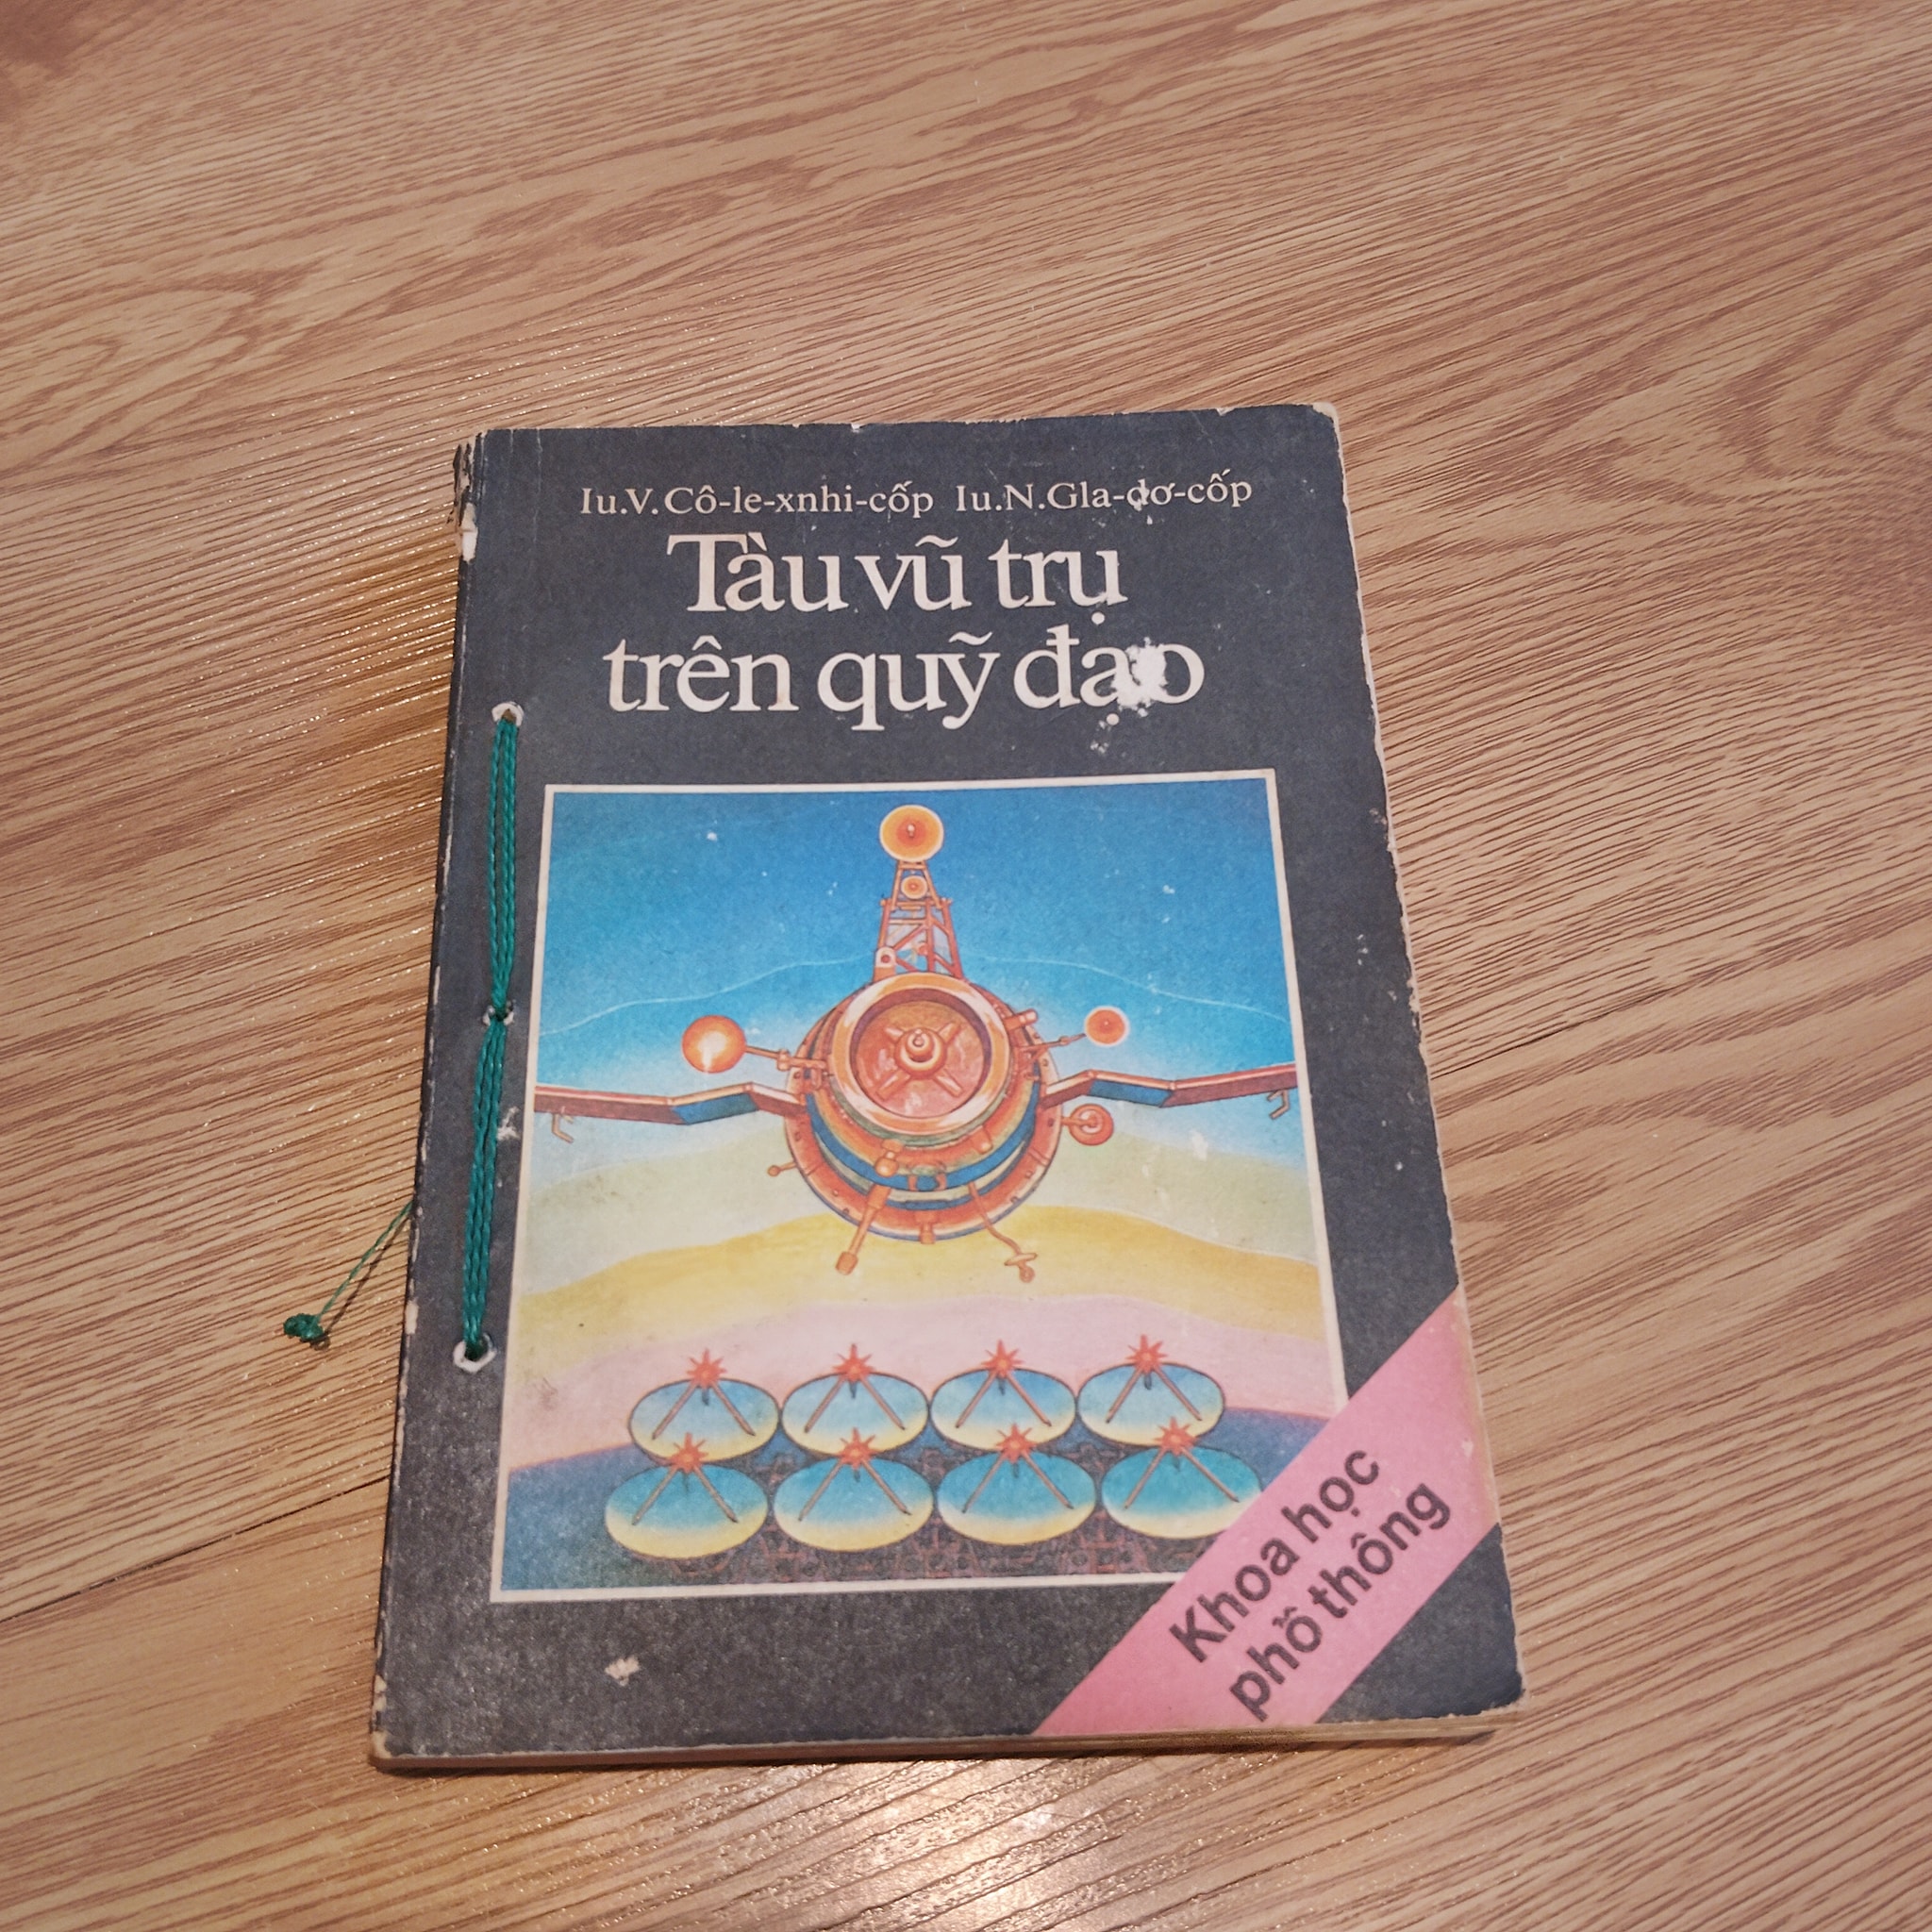 Iu.V. Cô-le-xnhi-cốp Iu.N.Gla-dơ-cốp
Tàu vũ trụ
trên quỹ đạo
Khoa học
phổ thông